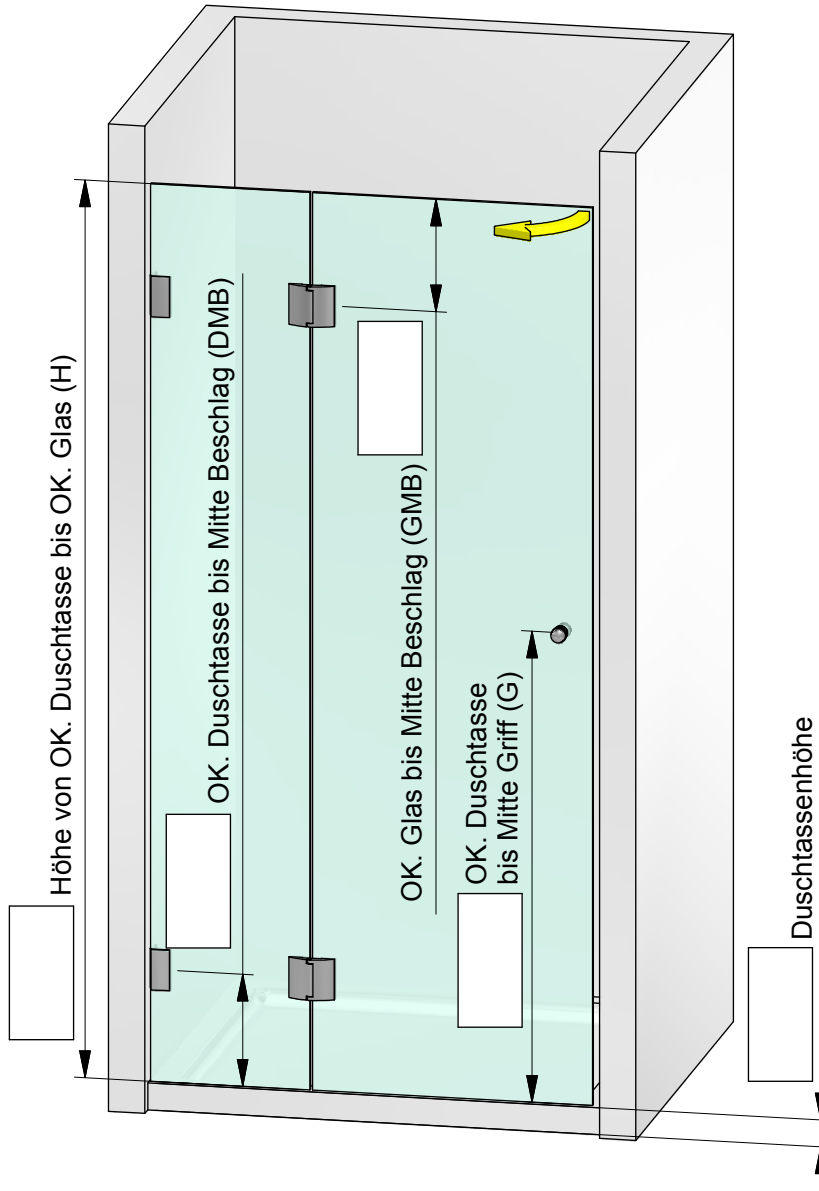 Höhe von OK. Duschtasse bis OK. Glas (H)
OK. Duschtasse bis Mitte Beschlag (DMB)
OK. Glas bis Mitte Beschlag (GMB)
OK. Duschtasse
bis Mitte Griff (G)
Duschtassenhöhe